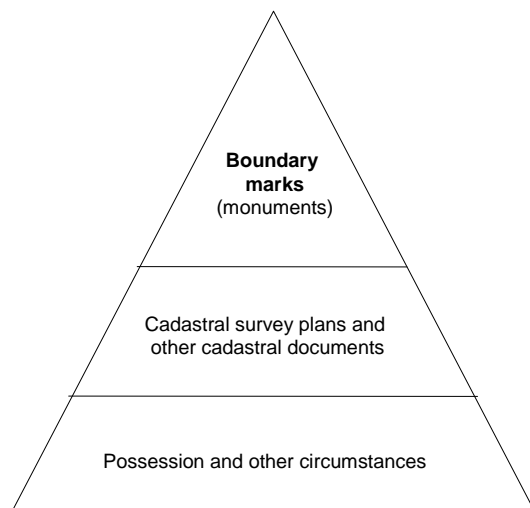 Boundary
marks
(monuments)
Cadastral survey plans and
other cadastral documents
Possession and other circumstances